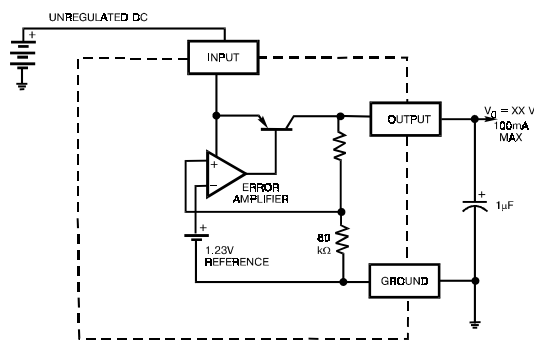 UNREGULATED DC
+
INPUT
OUTPUT
V0 = XX V
100mA
MAX
+
−
ERROR
AMPLIFIER
+
1μF
+
1.23V
REFERENCE
80
kΩ
GROUND